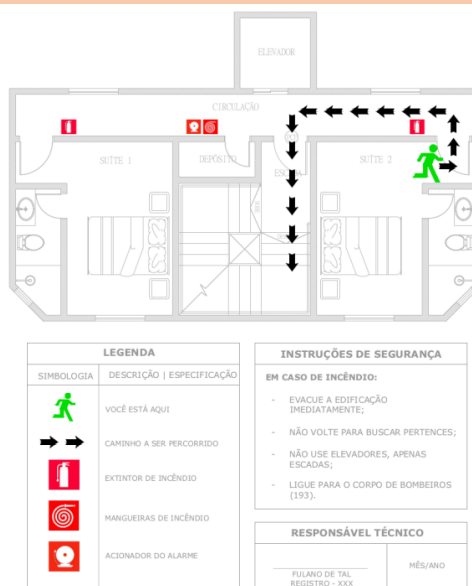 ELEVADOR
CIRCULAÇÃO
SUÍTE 1
DEPÓSITO
SUÍTE 2
LEGENDA
SIMBOLOGIA
DESCRIÇÃO | ESPECIFICAÇÃO
VOCÊ ESTÁ AQUI
CAMINHO A SER PERCORRIDO
EXTINTOR DE INCÊNDIO
MANGUEIRAS DE INCÊNDIO
ACIONADOR DO ALARME
INSTRUÇÕES DE SEGURANÇA
EM CASO DE INCÊNDIO:
- EVACUE A EDIFICAÇÃO
IMEDIATAMENTE;
- NÃO VOLTE PARA BUSCAR PERTENCES;
- NÃO USE ELEVADORES, APENAS
ESCADAS;
- LIGUE PARA O CORPO DE BOMBEIROS
(193).
RESPONSÁVEL TÉCNICO
FULANO DE TAL
REGISTRO - XXX
MÊS/ANO